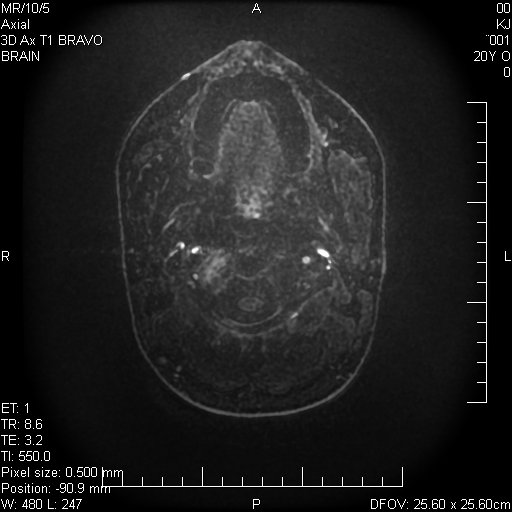 MR/10/5
Axial
3D Ax T1 BRAVO
BRAIN
A
00
KJ
"001
20Y O
0
R
L
ET: 1
TR: 8.6
TE: 3.2
TI: 550.0
Pixel size: 0.500 mm
Position: -90.9 mm
W: 480 L: 247
P
DFOV: 25.60 x 25.60cm